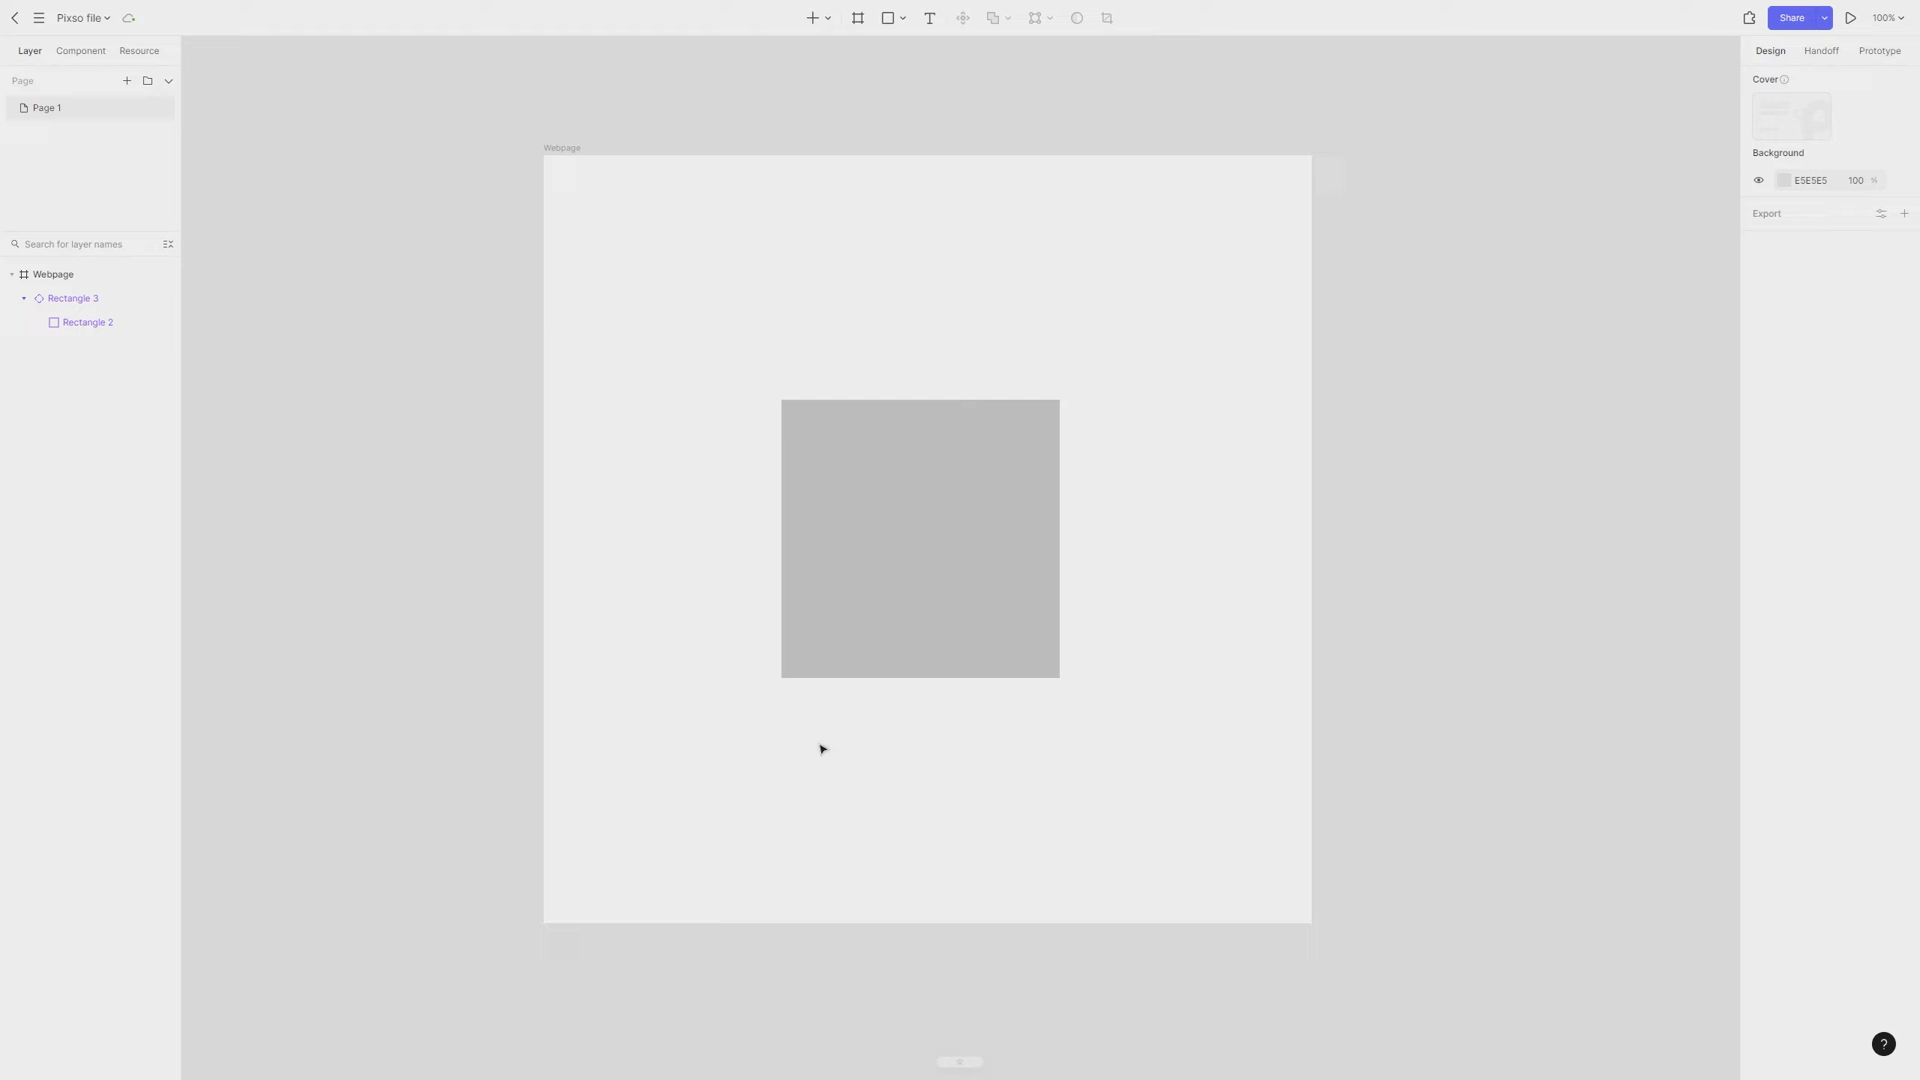 Pixso file
Share
100%
Layer
Component
Resource
Design
Handoff
Prototype
Page
Page 1
Cover
Background
E5E5E5
100
%
Export
Search for layer names
Webpage
Rectangle 3
Rectangle 2
Webpage
?